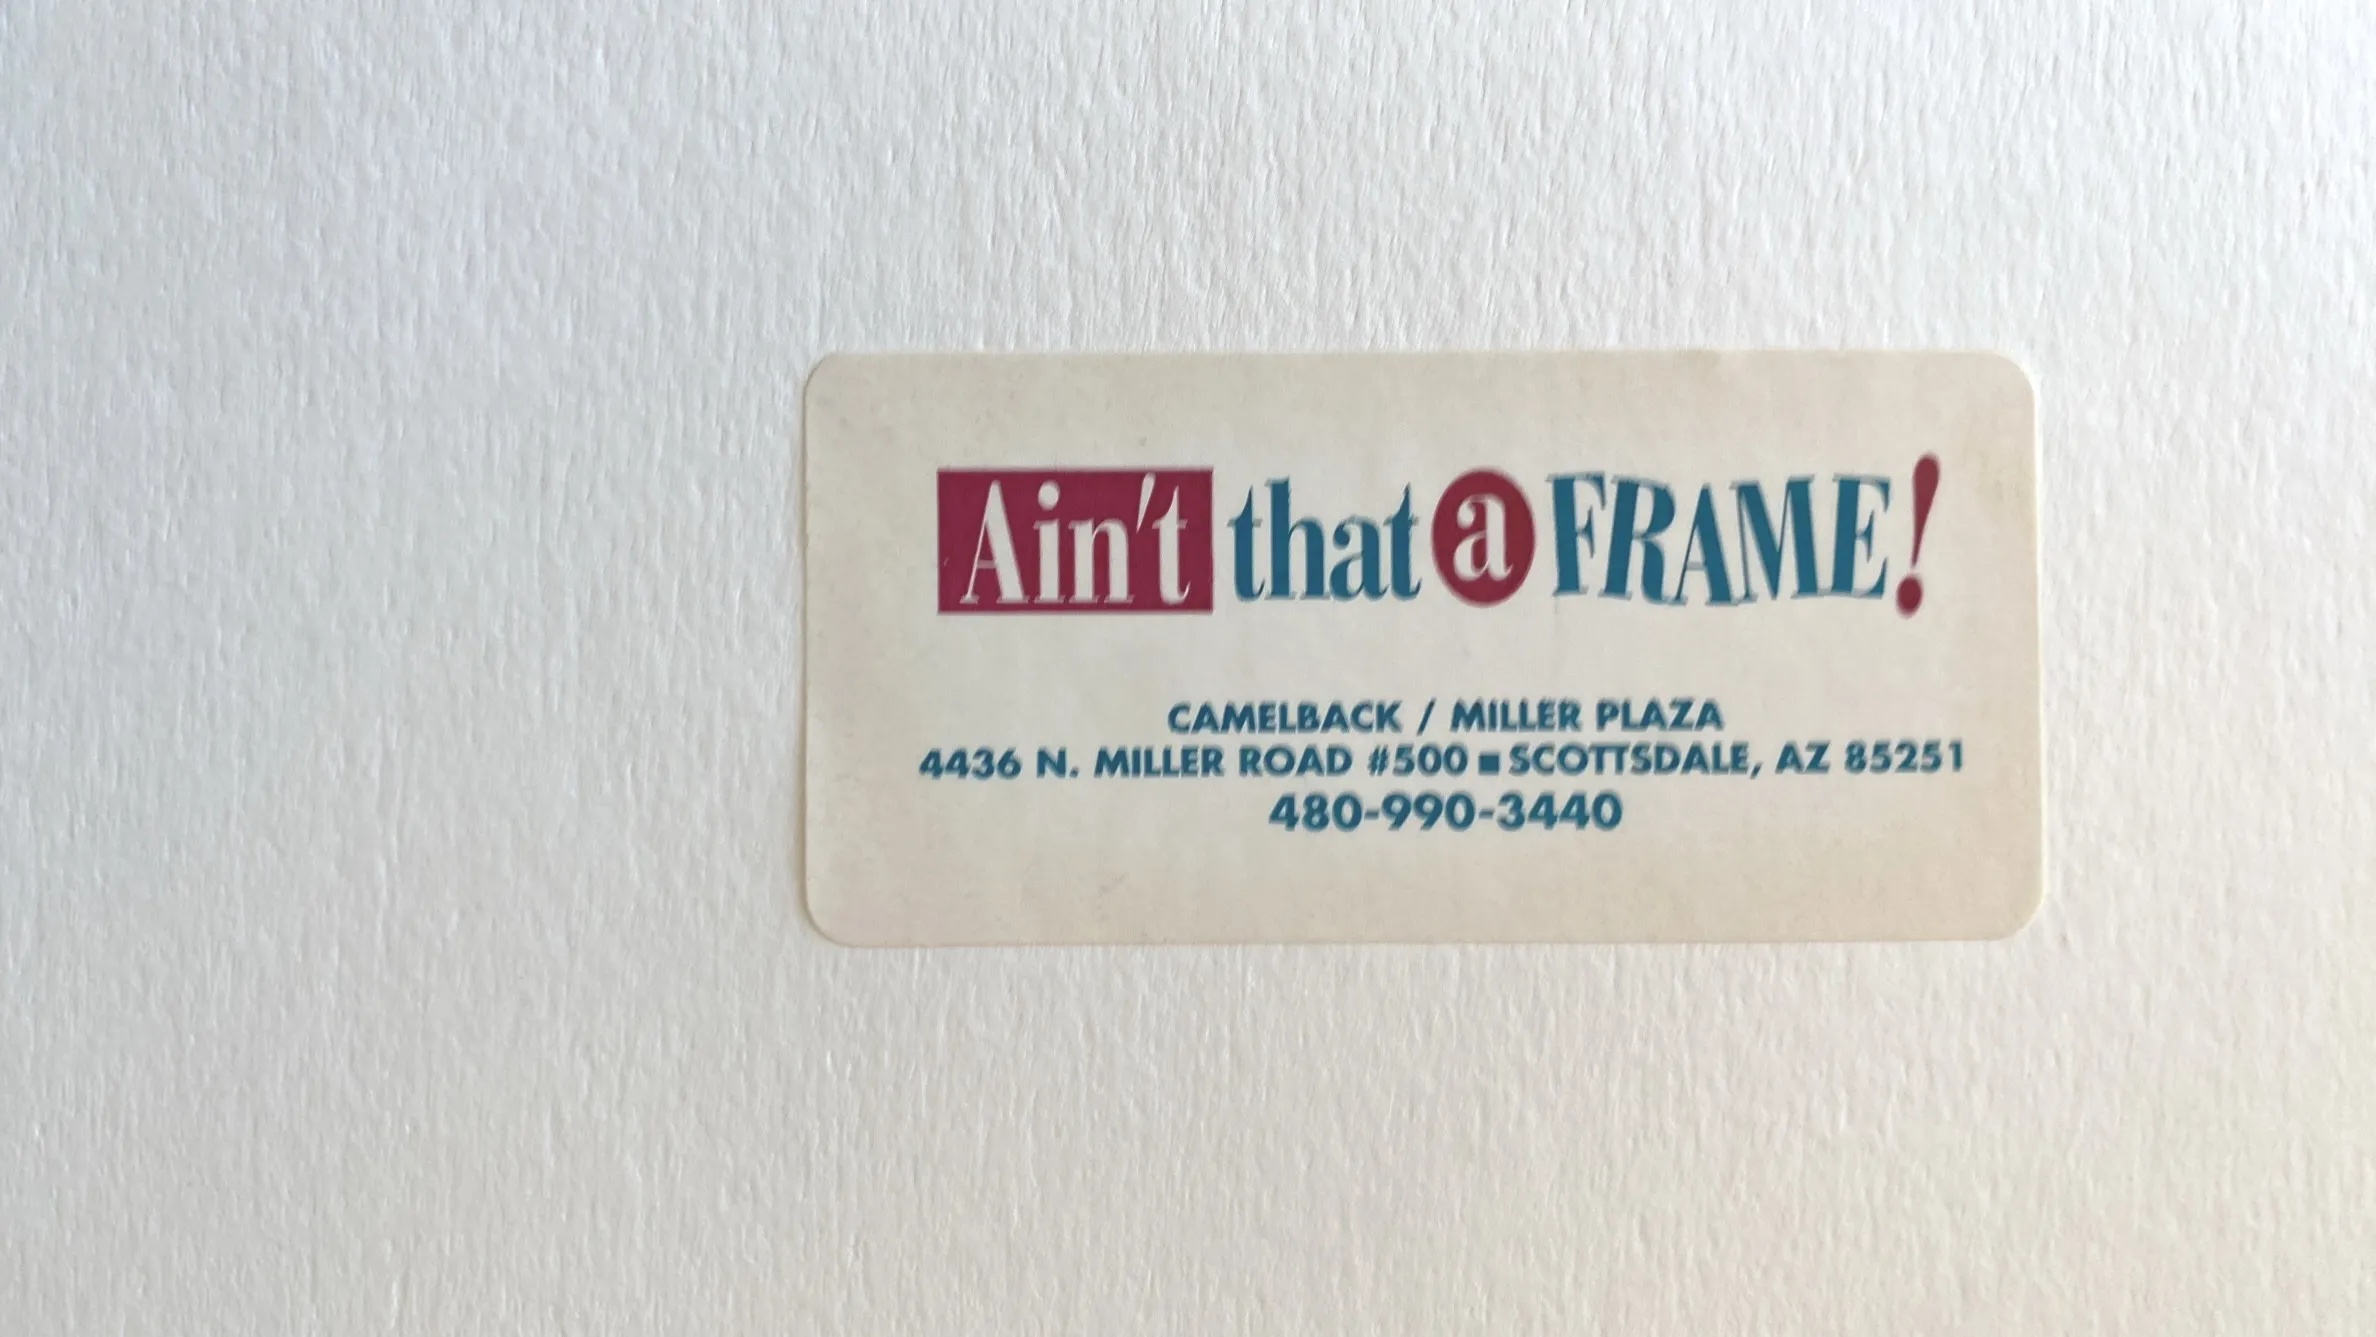 Ain't that a FRAME!
CAMELBACK / MILLER PLAZA
4436 N. MILLER ROAD #500 ■ SCOTTSDALE, AZ 85251
480-990-3440